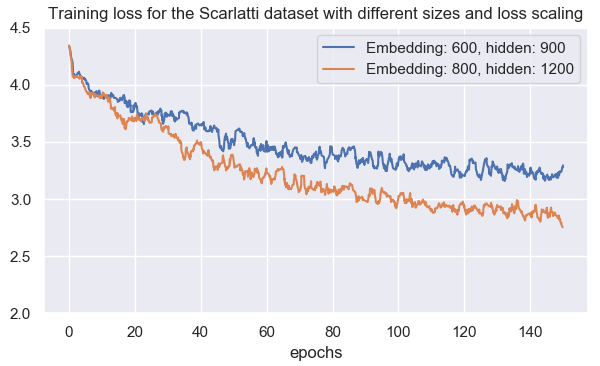 Training loss for the Scarlatti dataset with different sizes and loss scaling
4.5
4.0
3.5
3.0
2.5
2.0
Embedding: 600, hidden: 900
Embedding: 800, hidden: 1200
0 20 40 60 80 100 120 140
epochs